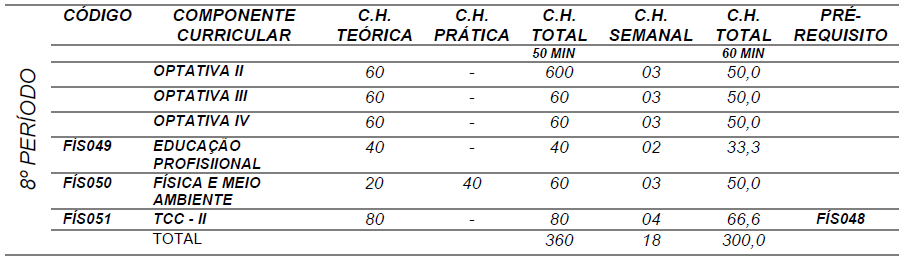 8º PERÍODO
CÓDIGO COMPONENTE CURRICULAR C.H. TEÓRICA C.H. PRÁTICA C.H. TOTAL C.H. SEMANAL C.H. TOTAL PRÉ-REQUISITO
50 MIN 60 MIN
OPTATIVA II 60 - 600 03 50,0
OPTATIVA III 60 - 60 03 50,0
OPTATIVA IV 60 - 60 03 50,0
FÍS049 EDUCAÇÃO PROFISIIONAL 40 - 40 02 33,3
FÍS050 FÍSICA E MEIO AMBIENTE 20 40 60 03 50,0
FÍS051 TCC - II 80 - 80 04 66,6 FÍS048
TOTAL 360 18 300,0